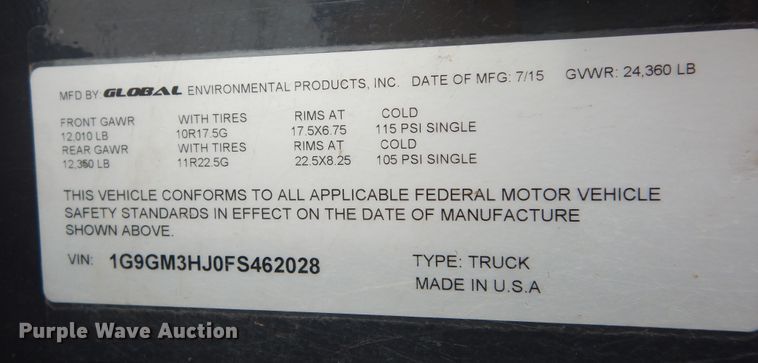 MFD BY: GLOBAL ENVIRONMENTAL PRODUCTS, INC. DATE OF MFG: 7/15 GVWR: 24,360 LB
FRONT GAWR WITH TIRES RIMS AT COLD
12,010 LB 10R17.5G 17.5X6.75 115 PSI SINGLE
REAR GAWR WITH TIRES RIMS AT COLD
12,350 LB 11R22.5G 22.5X8.25 105 PSI SINGLE
THIS VEHICLE CONFORMS TO ALL APPLICABLE FEDERAL MOTOR VEHICLE
SAFETY STANDARDS IN EFFECT ON THE DATE OF MANUFACTURE
SHOWN ABOVE.
VIN: 1G9GM3HJ0FS462028 TYPE: TRUCK
MADE IN U.S.A
Purple Wave Auction